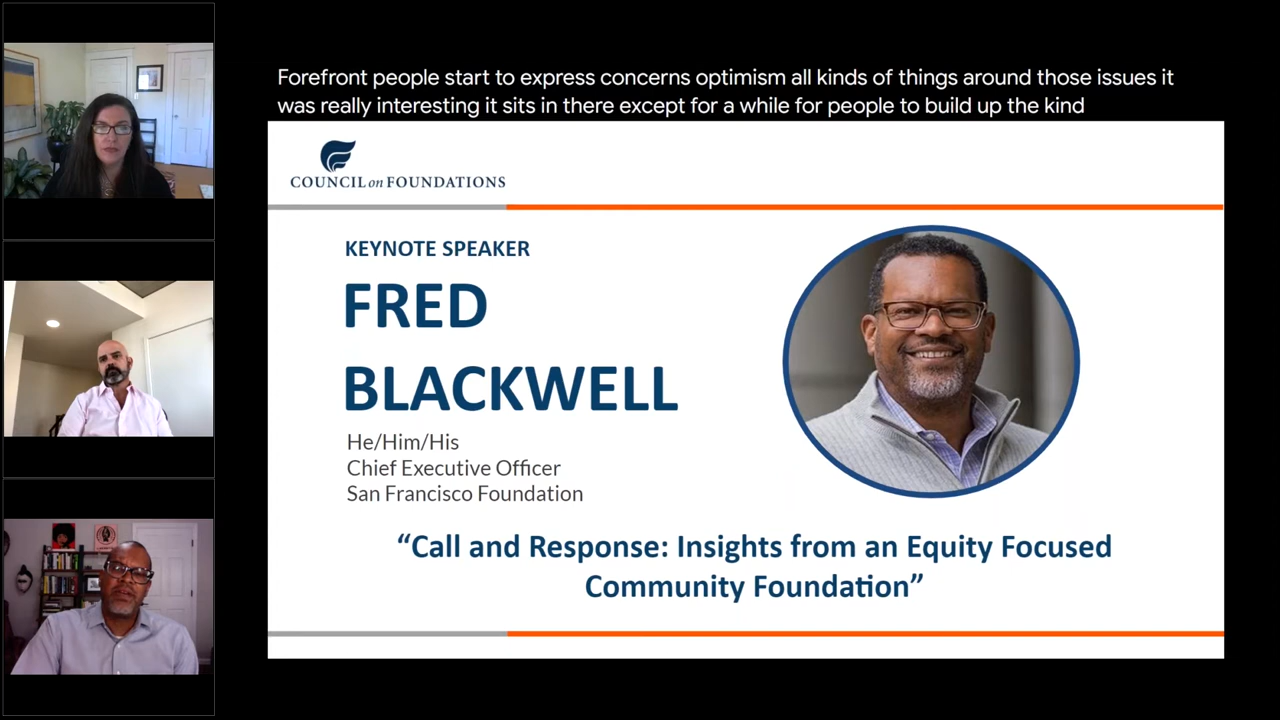 Forefront people start to express concerns optimism all kinds of things around those issues it
was really interesting it sits in there except for a while for people to build up the kind
COUNCIL on FOUNDATIONS
KEYNOTE SPEAKER
FRED
BLACKWELL
He/Him/His
Chief Executive Officer
San Francisco Foundation
“Call and Response: Insights from an Equity Focused
Community Foundation”